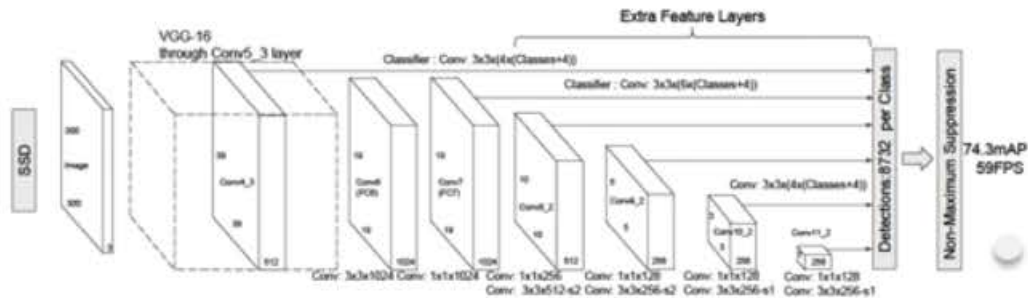 Extra Feature Layers
VGG-16
through Conv5_3 layer
Classifier : Conv: 3x3x(4x(Classes+4))
Classifier : Conv: 3x3x(6x(Classes+4))
SSD
300
Image
300
3
Conv4_3
512
19
Conv6
(FC6)
19
1024
19
Conv7
(FC7)
19
1024
10
10
512
5
5
256
Conv: 3x3x(4x(Classes+4))
3
Conv10_2
3
256
Conv11_2
256
Detections:8732 per Class
Non-Maximum Suppression
74.3mAP
59FPS
Conv: 3x3x1024
Conv: 1x1x1024
Conv: 1x1x256
Conv: 3x3x512-s2
Conv: 1x1x128
Conv: 3x3x256-s2
Conv: 1x1x128
Conv: 3x3x256-s1
Conv: 1x1x128
Conv: 3x3x256-s1